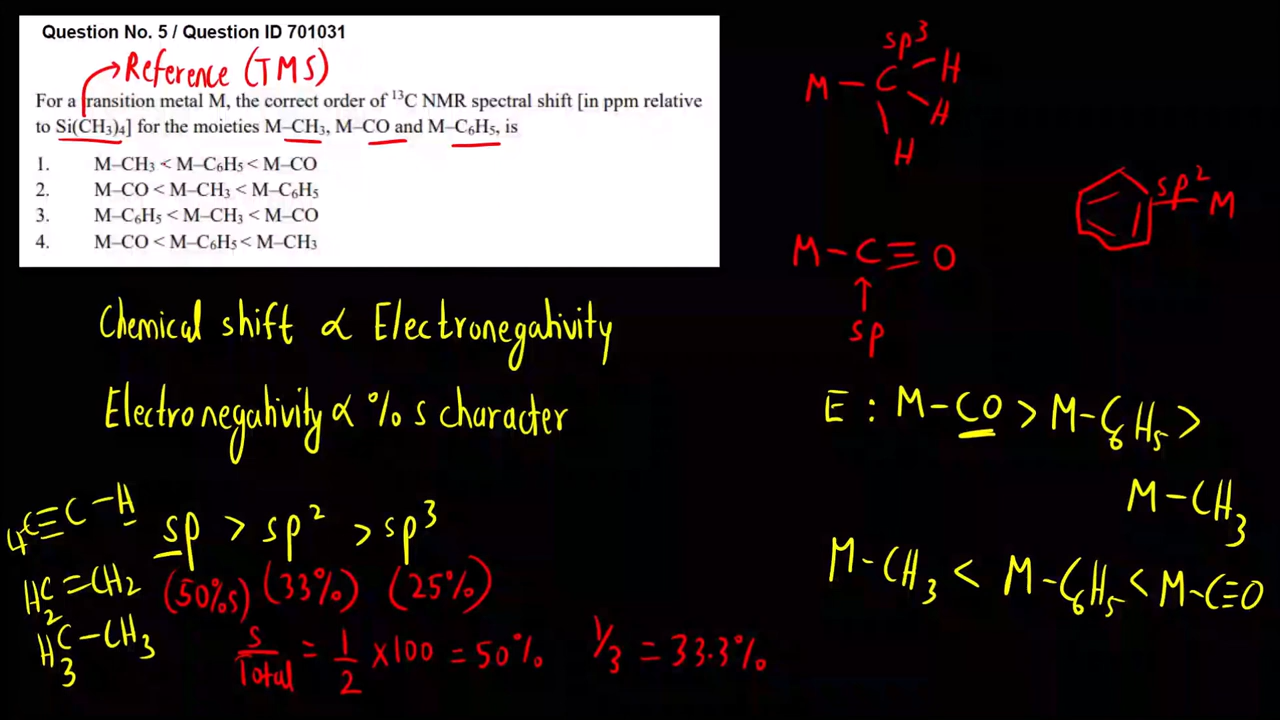 Question No. 5 / Question ID 701031
Reference (TMS)
For a transition metal M, the correct order of ¹³C NMR spectral shift [in ppm relative
to Si(CH₃)₄] for the moieties M–CH₃, M–CO and M–C₆H₅, is
1. M–CH₃ < M–C₆H₅ < M–CO
2. M–CO < M–CH₃ < M–C₆H₅
3. M–C₆H₅ < M–CH₃ < M–CO
4. M–CO < M–C₆H₅ < M–CH₃
sp³
M – C H
H
H
sp² M
M – C ≡ O
sp
Chemical shift ∝ Electronegativity
Electronegativity ∝ % s character
E : M – CO > M – C₆H₅ >
M – CH₃
C ≡ C – H
sp > sp² > sp³
H₂C = CH₂
(50%s) (33%) (25%)
H₃C – CH₃
M – CH₃ < M – C₆H₅ < M – C≡O
s/Total = 1/2 × 100 = 50% 1/3 = 33.3%